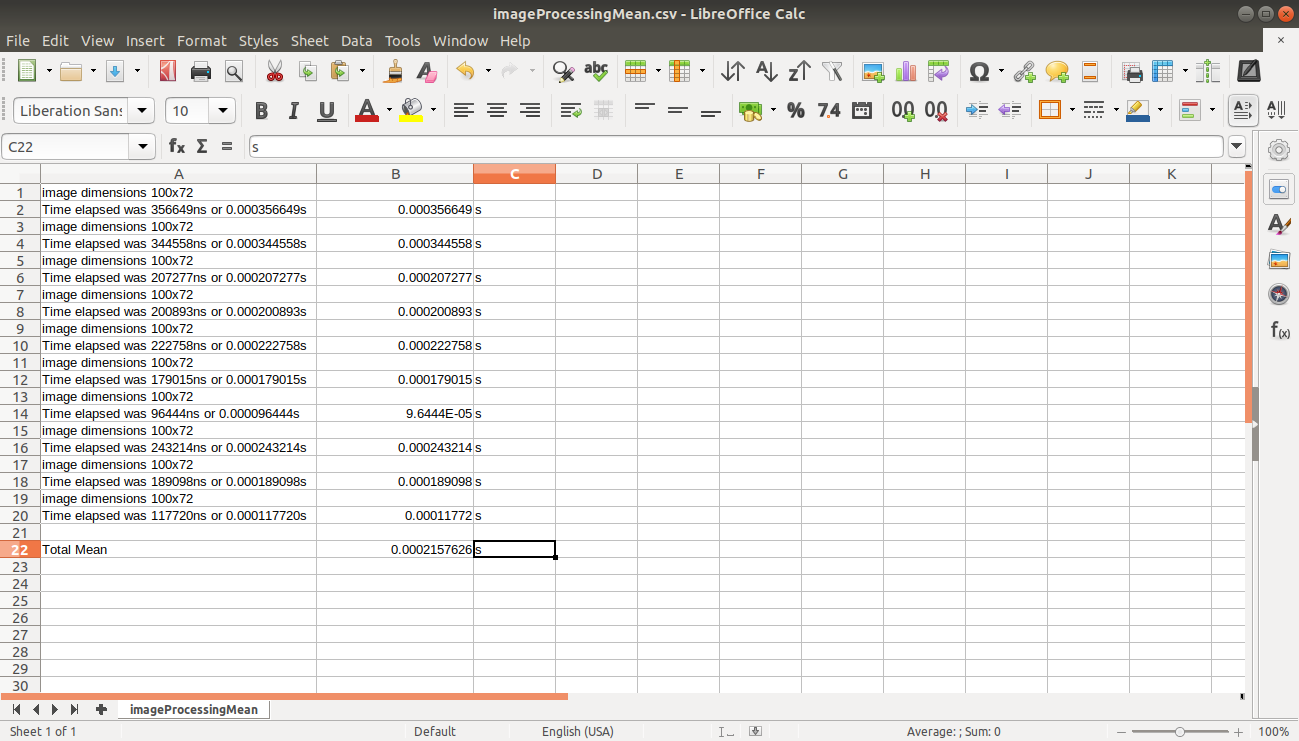 imageProcessingMean.csv - LibreOffice Calc
File Edit View Insert Format Styles Sheet Data Tools Window Help
Liberation Sans 10
C22 s
A B C D E F G H I J K
1 image dimensions 100x72
2 Time elapsed was 356649ns or 0.000356649s 0.000356649 s
3 image dimensions 100x72
4 Time elapsed was 344558ns or 0.000344558s 0.000344558 s
5 image dimensions 100x72
6 Time elapsed was 207277ns or 0.000207277s 0.000207277 s
7 image dimensions 100x72
8 Time elapsed was 200893ns or 0.000200893s 0.000200893 s
9 image dimensions 100x72
10 Time elapsed was 222758ns or 0.000222758s 0.000222758 s
11 image dimensions 100x72
12 Time elapsed was 179015ns or 0.000179015s 0.000179015 s
13 image dimensions 100x72
14 Time elapsed was 96444ns or 0.000096444s 9.6444E-05 s
15 image dimensions 100x72
16 Time elapsed was 243214ns or 0.000243214s 0.000243214 s
17 image dimensions 100x72
18 Time elapsed was 189098ns or 0.000189098s 0.000189098 s
19 image dimensions 100x72
20 Time elapsed was 117720ns or 0.000117720s 0.00011772 s
21
22 Total Mean 0.0002157626 s
23
24
25
26
27
28
29
30
imageProcessingMean
Sheet 1 of 1 Default English (USA) Average: ; Sum: 0 100%